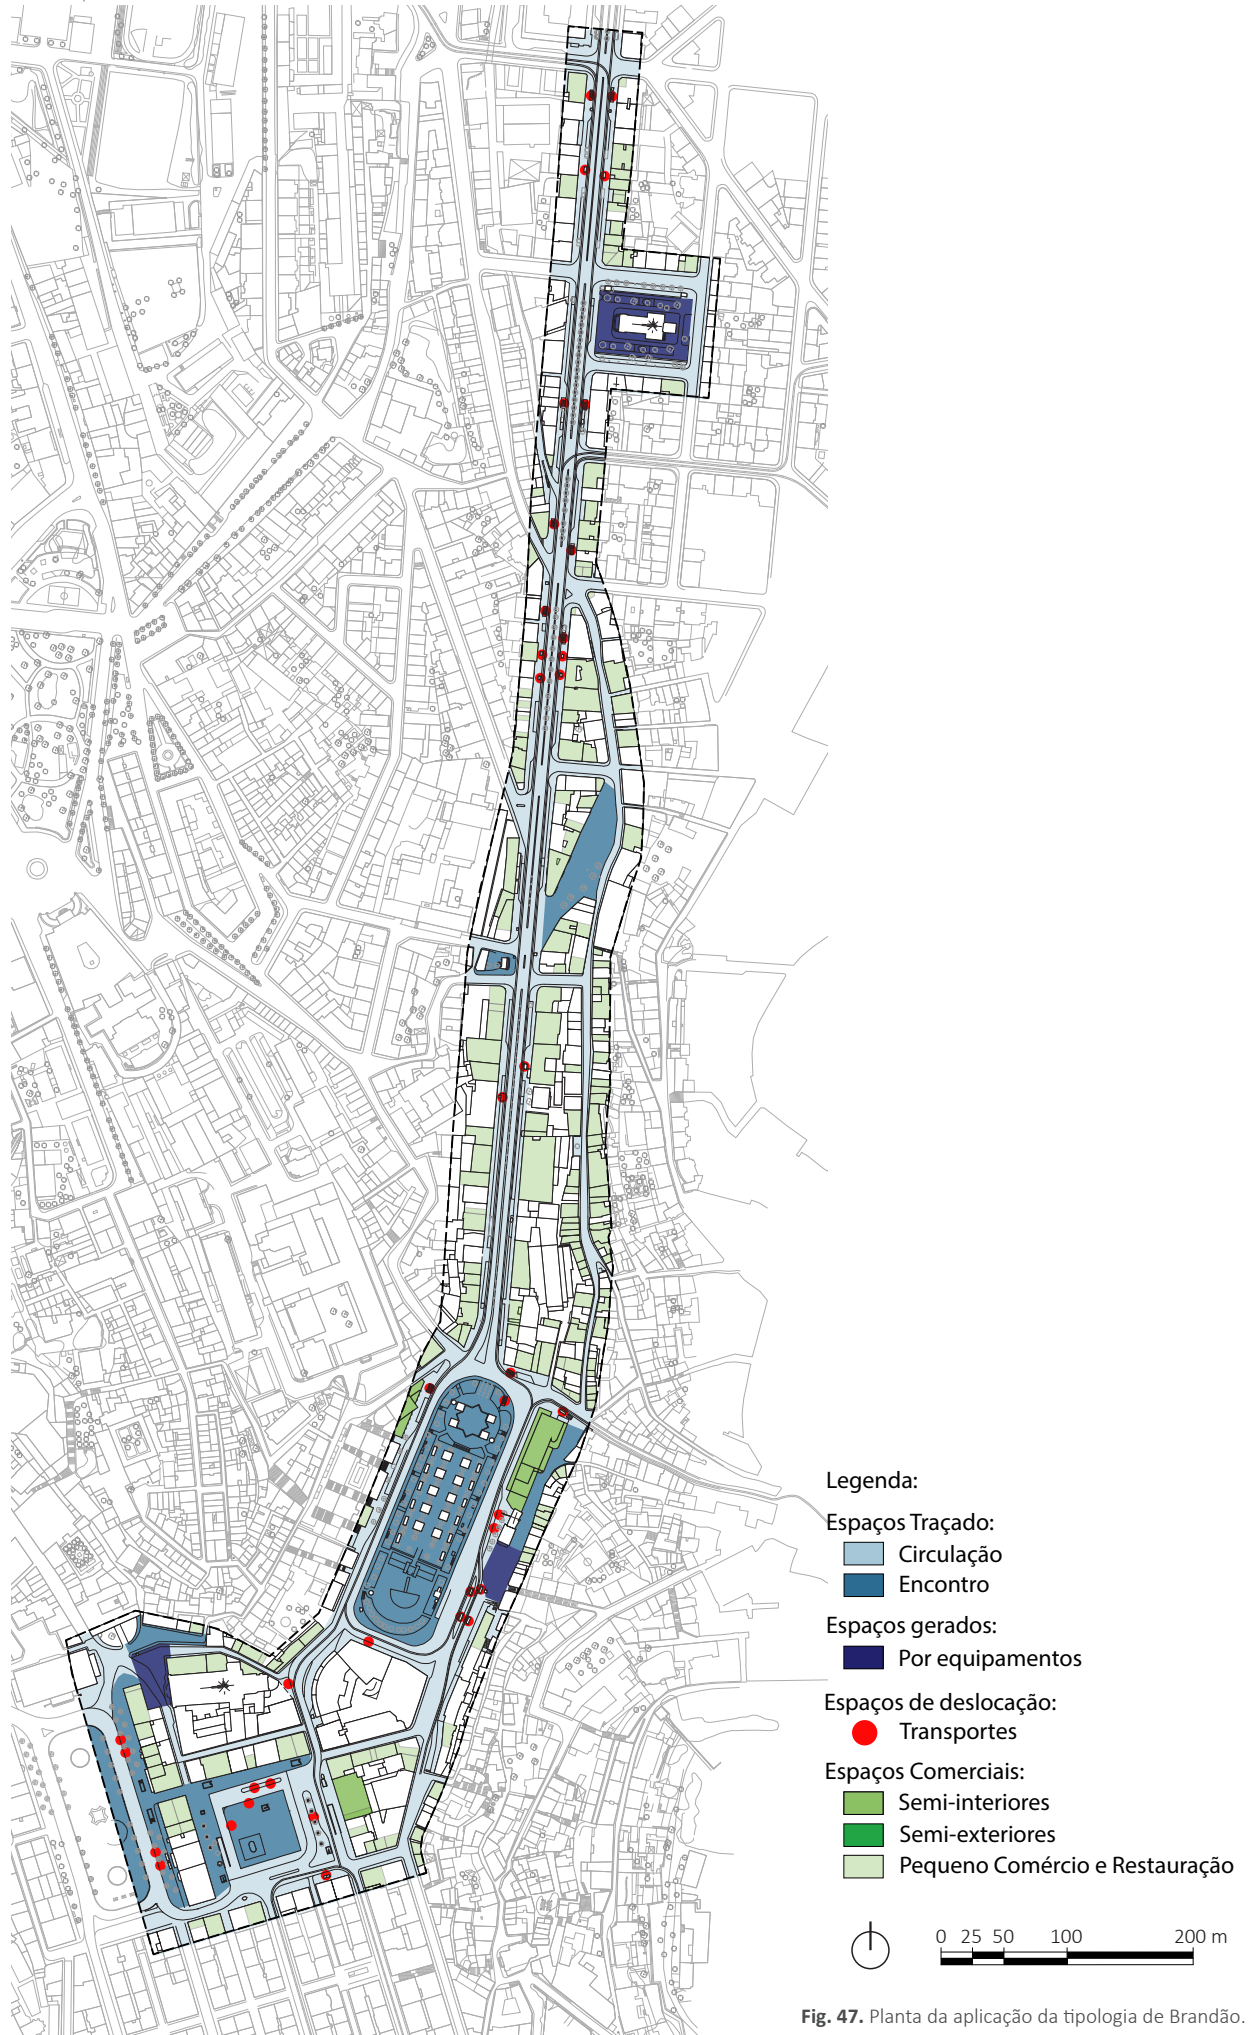 Legenda:
Espaços Traçado:
Circulação
Encontro
Espaços gerados:
Por equipamentos
Espaços de deslocação:
Transportes
Espaços Comerciais:
Semi-interiores
Semi-exteriores
Pequeno Comércio e Restauração
0 25 50 100 200 m
Fig. 47. Planta da aplicação da tipologia de Brandão.